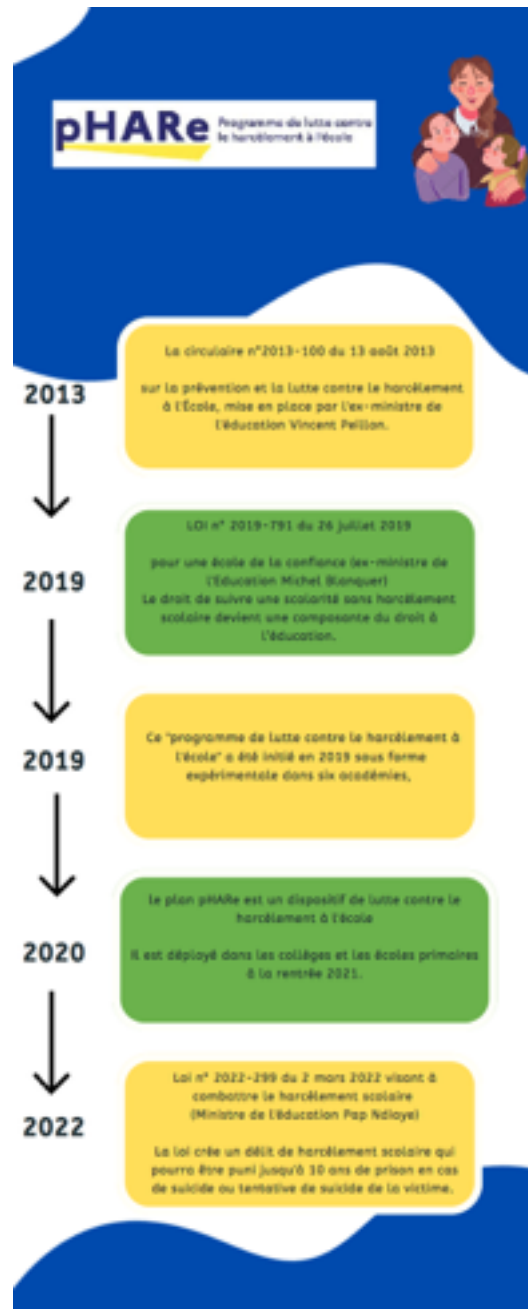 pHARe
Programme de lutte contre
le harcèlement à l'école
La circulaire n°2013-100 du 13 août 2013
2013
sur la prévention et la lutte contre le harcèlement
à l'École, mise en place par l'ex-ministre de
l'éducation Vincent Peillon.
LOI n° 2019-791 du 26 juillet 2019
2019
pour une école de la confiance (ex-ministre de
l'Education Michel Blanquer)
Le droit de suivre une scolarité sans harcèlement
scolaire devient une composante du droit à
l'éducation.
2019
Ce "programme de lutte contre le harcèlement à
l'école" a été initié en 2019 sous forme
expérimentale dans six académies,
2020
le plan pHARe est un dispositif de lutte contre le
harcèlement à l'école
Il est déployé dans les collèges et les écoles primaires
à la rentrée 2021.
2022
Loi n° 2022-299 du 2 mars 2022 visant à
combattre le harcèlement scolaire
(Ministre de l'éducation Pap Ndiaye)
La loi crée un délit de harcèlement scolaire qui
pourra être puni jusqu'à 10 ans de prison en cas
de suicide ou tentative de suicide de la victime.